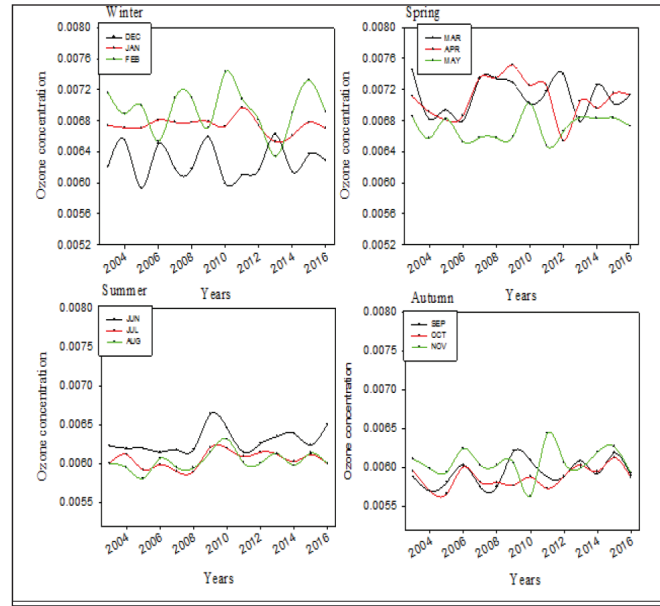 Winter
Ozone concentration
0.0080
0.0076
0.0072
0.0068
0.0064
0.0060
0.0056
0.0052
DEC
JAN
FEB
2004
2006
2008
2010
2012
2014
2016
Years
Spring
Ozone concentration
0.0080
0.0076
0.0072
0.0068
0.0064
0.0060
0.0056
0.0052
MAR
APR
MAY
2004
2006
2008
2010
2012
2014
2016
Years
Summer
Ozone concentration
0.0080
0.0075
0.0070
0.0065
0.0060
0.0055
JUN
JUL
AUG
2004
2006
2008
2010
2012
2014
2016
Years
Autumn
Ozone concentration
0.0080
0.0075
0.0070
0.0065
0.0060
0.0055
SEP
OCT
NOV
2004
2006
2008
2010
2012
2014
2016
Years